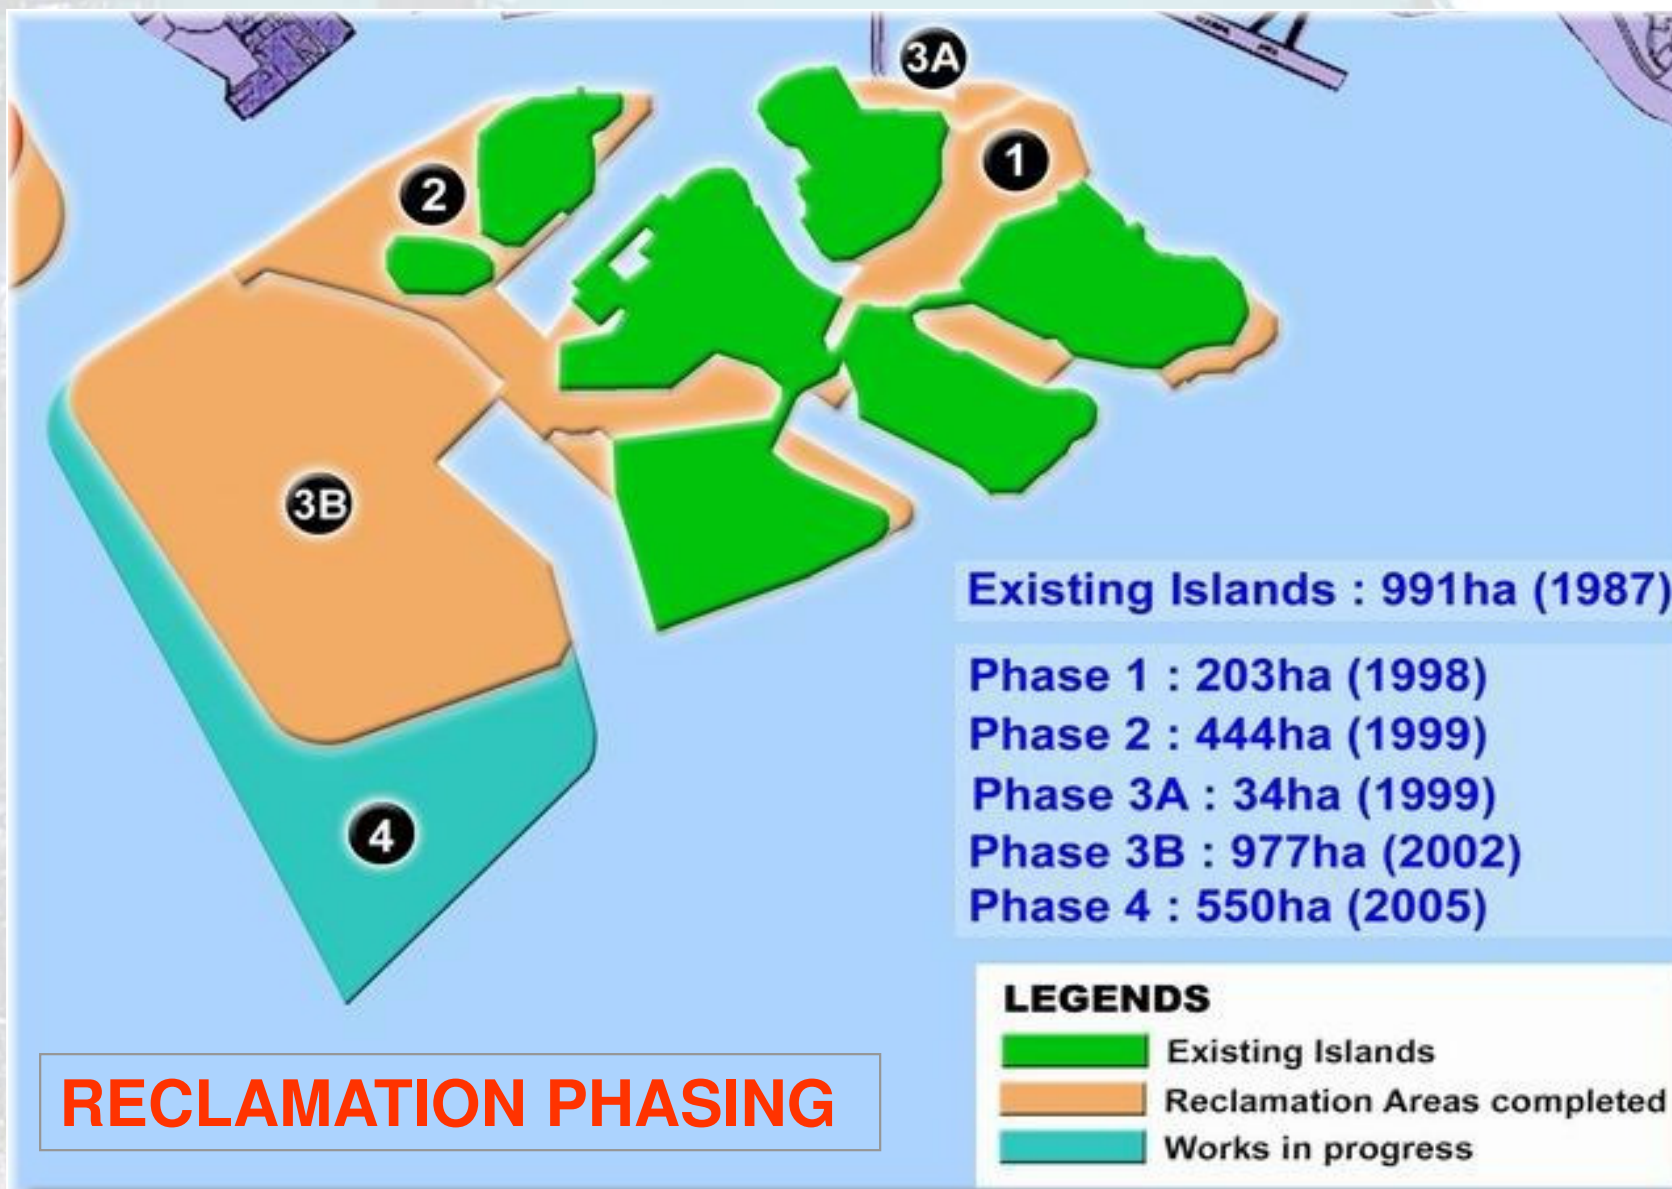 3A
1
2
3B
4
Existing Islands : 991ha (1987)
Phase 1 : 203ha (1998)
Phase 2 : 444ha (1999)
Phase 3A : 34ha (1999)
Phase 3B : 977ha (2002)
Phase 4 : 550ha (2005)
LEGENDS
Existing Islands
Reclamation Areas completed
Works in progress
RECLAMATION PHASING